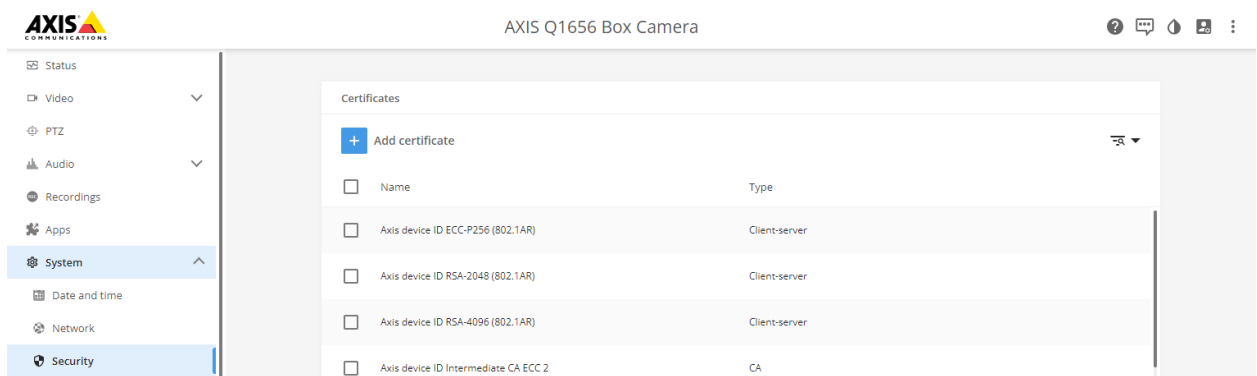 AXIS
COMMUNICATIONS
AXIS Q1656 Box Camera
Status
Video
PTZ
Audio
Recordings
Apps
System
Date and time
Network
Security
Certificates
Add certificate
Name Type
Axis device ID ECC-P256 (802.1AR) Client-server
Axis device ID RSA-2048 (802.1AR) Client-server
Axis device ID RSA-4096 (802.1AR) Client-server
Axis device ID Intermediate CA ECC 2 CA